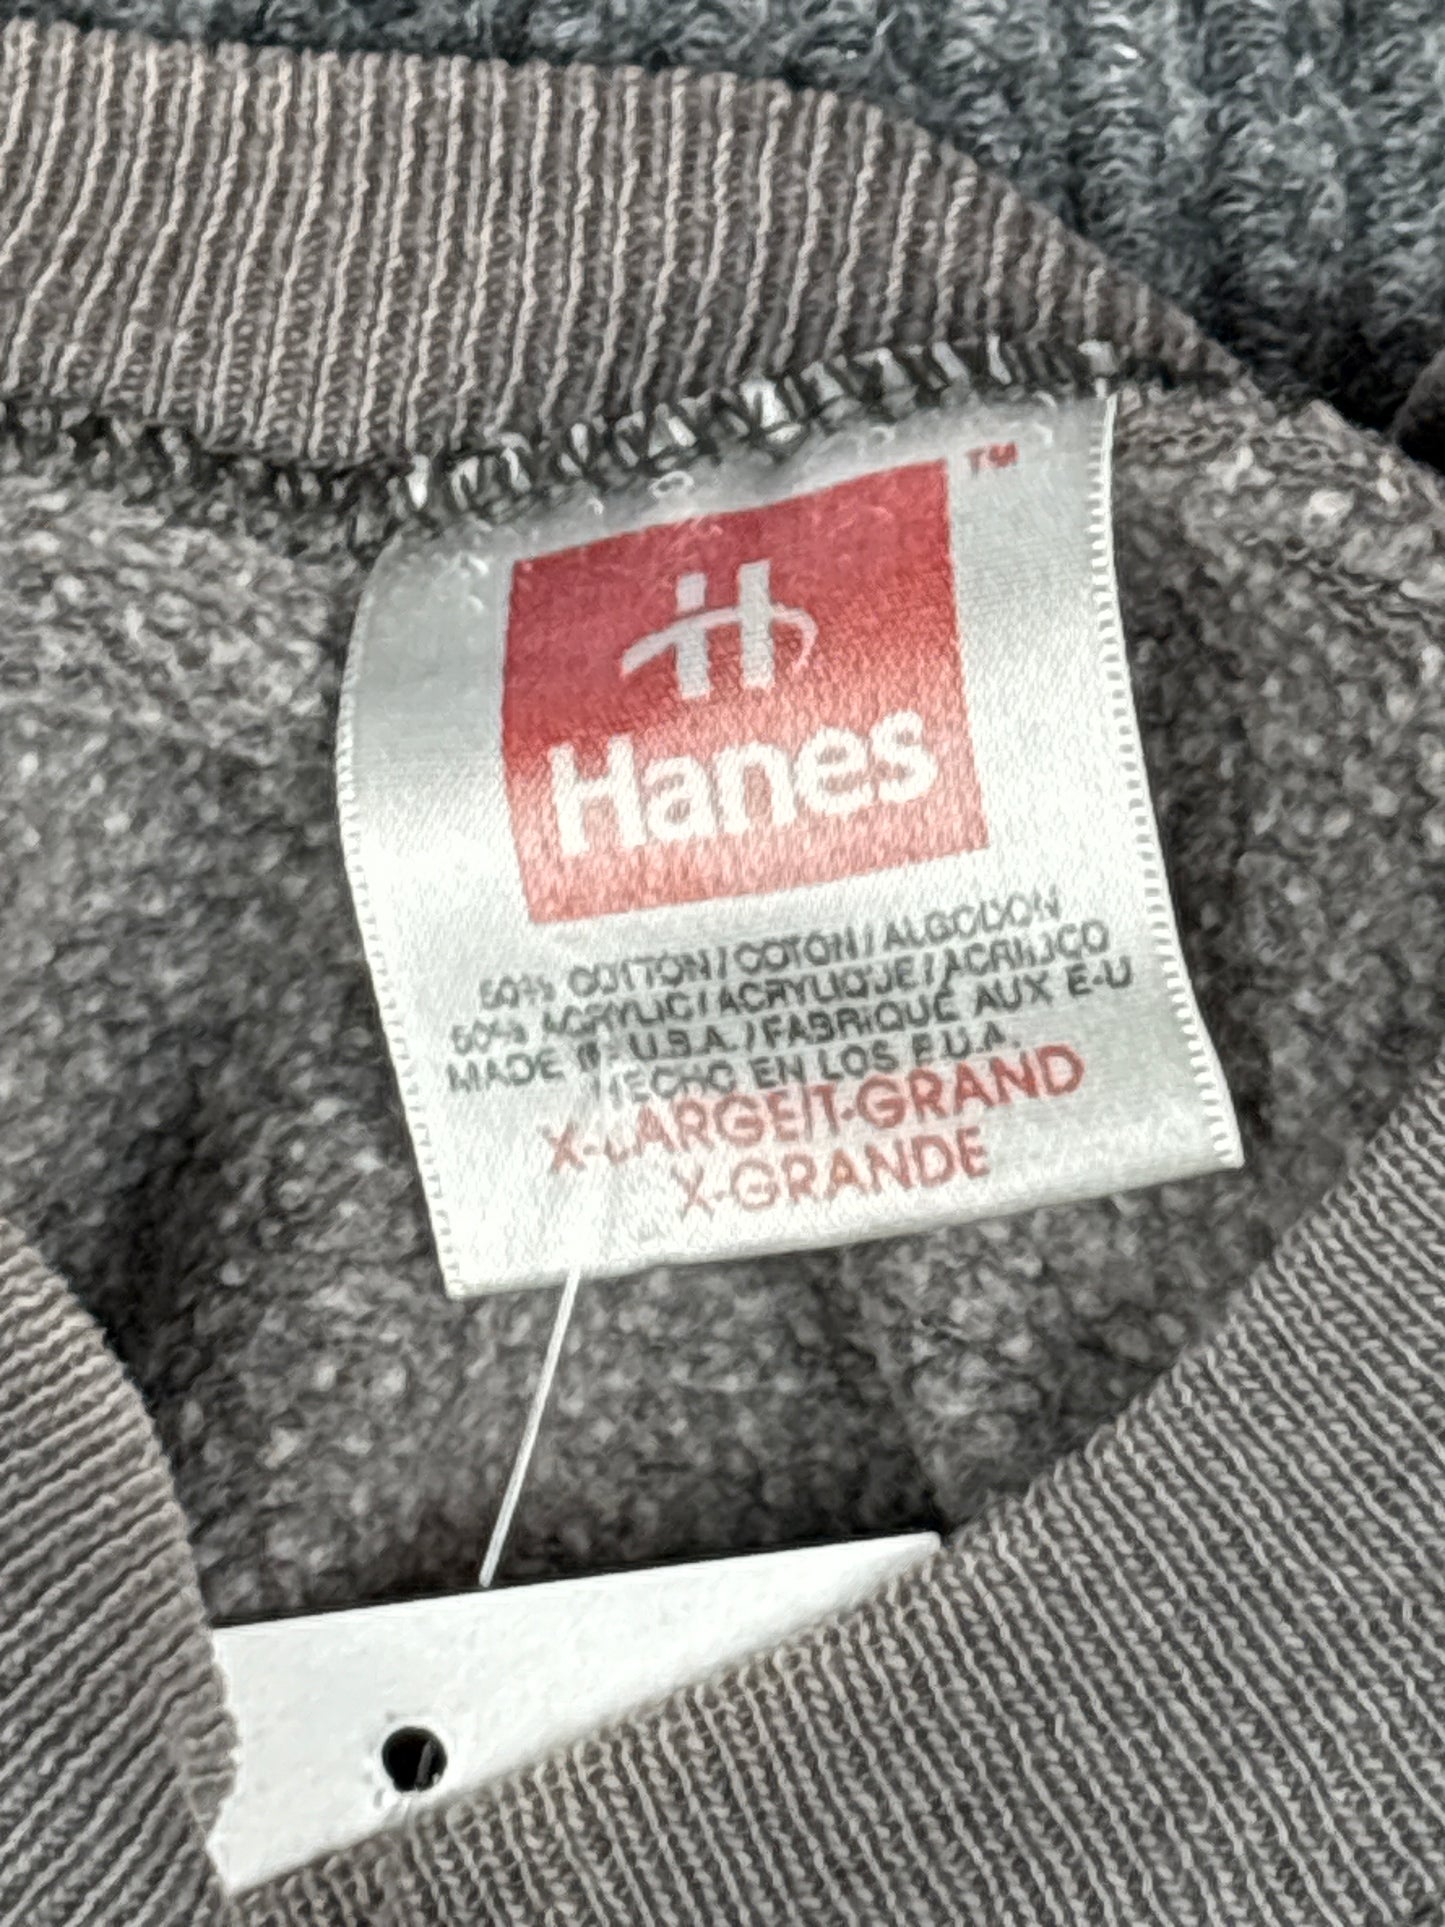 TM
H
Hanes
50% COTTON/COTON/ALGODON
50% ACRYLIC/ACRYLIQUE/ACRILICO
MADE IN U.S.A./FABRIQUÉ AUX E-U
HECHO EN LOS E.U.A.
X-LARGE/T-GRAND
X-GRANDE